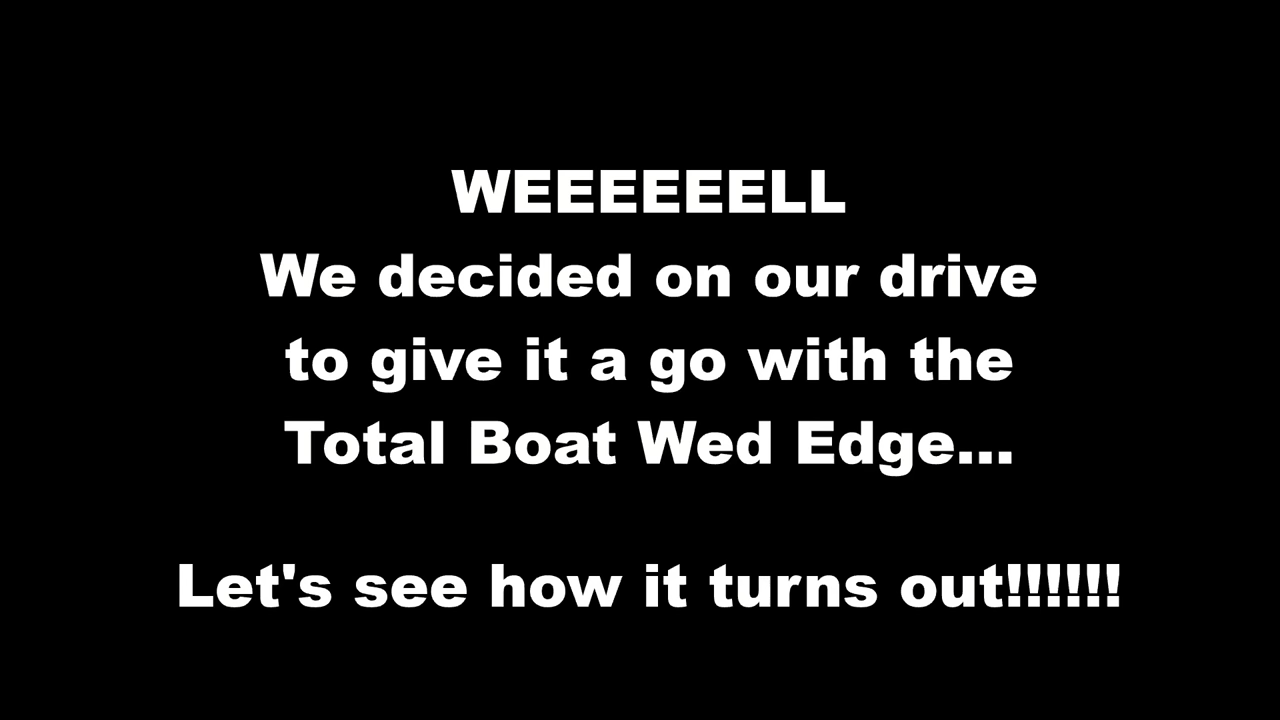 WEEEEEELL
We decided on our drive
to give it a go with the
Total Boat Wed Edge...
Let's see how it turns out!!!!!!